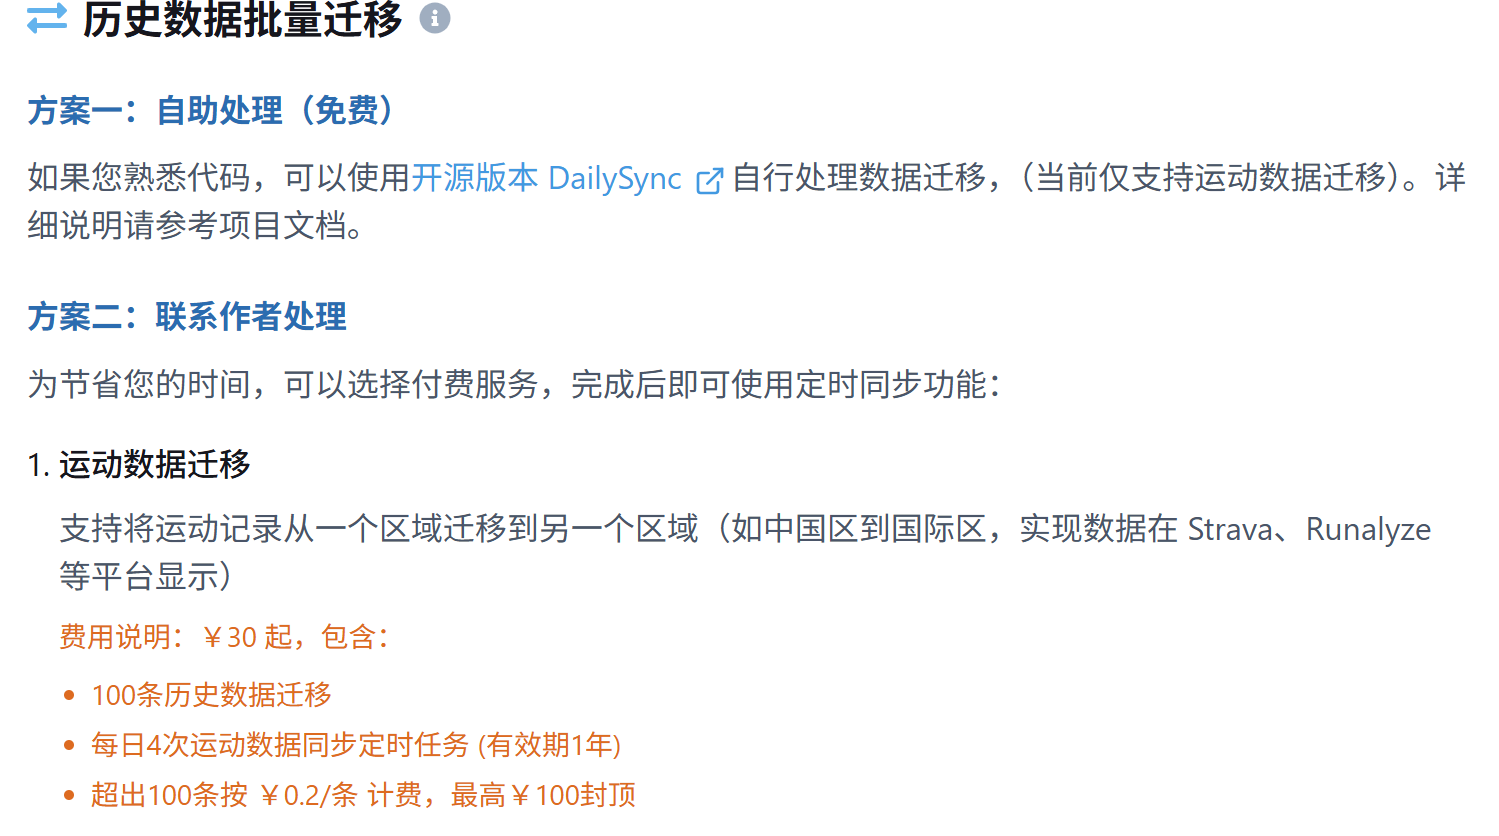 历史数据批量迁移
方案一：自助处理（免费）
如果您熟悉代码，可以使用开源版本 DailySync 自行处理数据迁移，（当前仅支持运动数据迁移）。详
细说明请参考项目文档。
方案二：联系作者处理
为节省您的时间，可以选择付费服务，完成后即可使用定时同步功能：
1. 运动数据迁移
支持将运动记录从一个区域迁移到另一个区域（如中国区到国际区，实现数据在 Strava、Runalyze
等平台显示）
费用说明：￥30 起，包含：
• 100条历史数据迁移
• 每日4次运动数据同步定时任务 (有效期1年)
• 超出100条按 ￥0.2/条 计费，最高￥100封顶